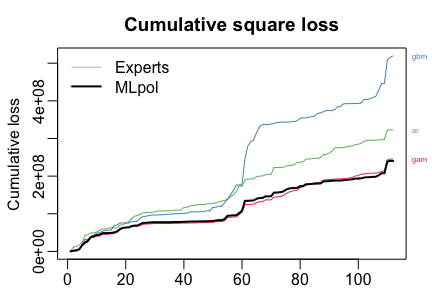 Cumulative square loss
Experts
MLpol
gbm
ar
gam
Cumulative loss
0e+00
2e+08
4e+08
0
20
40
60
80
100